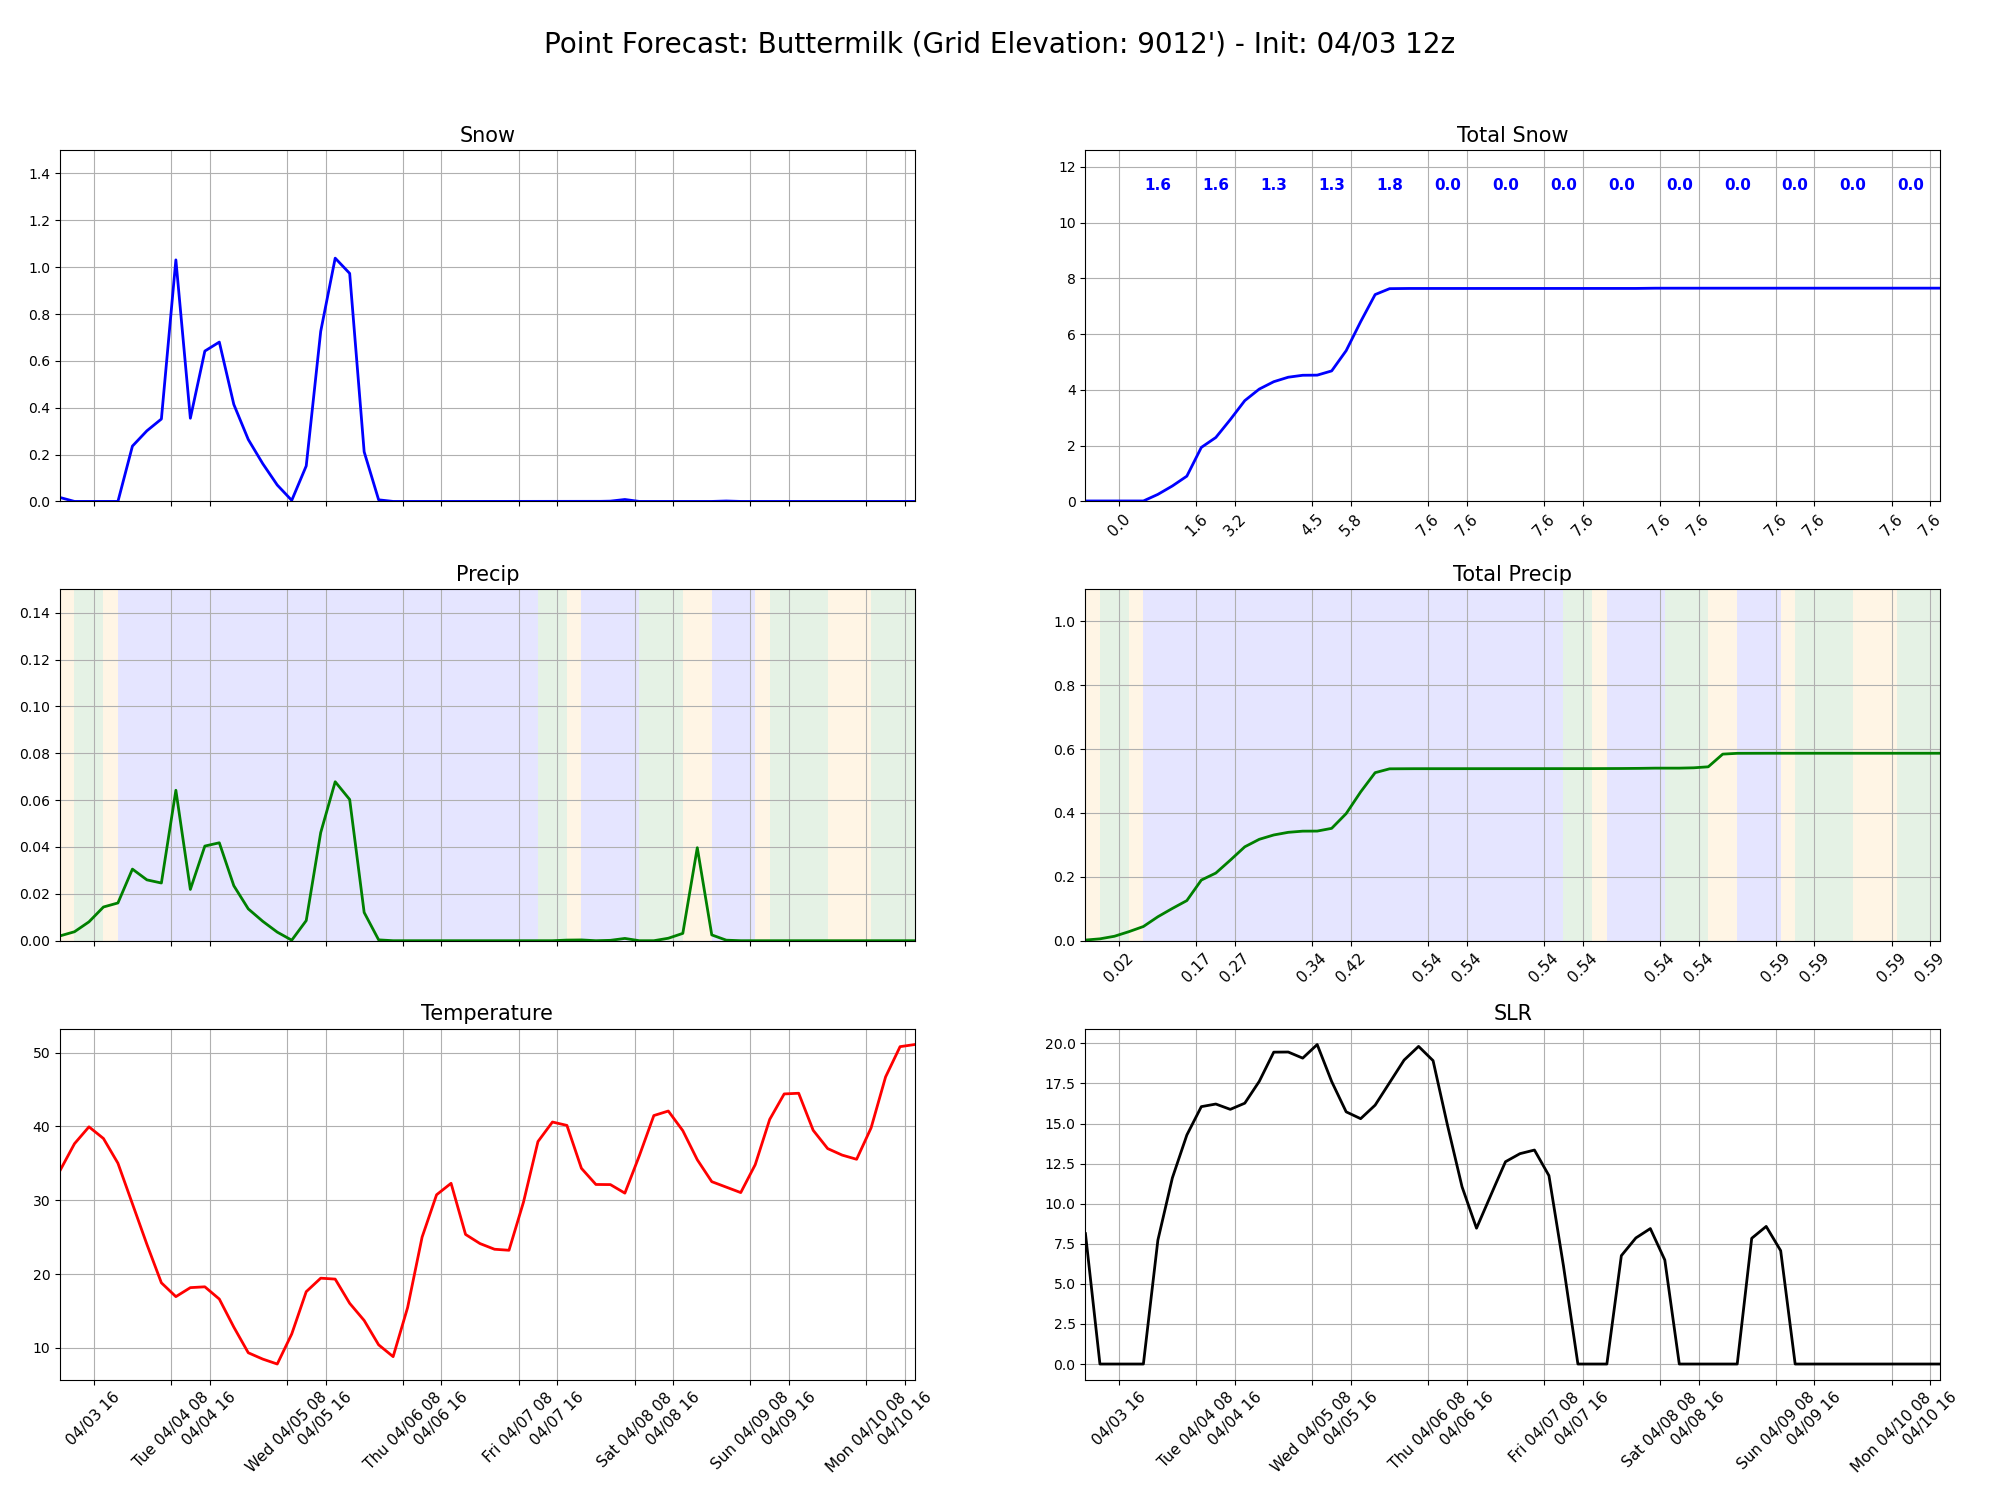 Point Forecast: Buttermilk (Grid Elevation: 9012') - Init: 04/03 12z
Snow
1.4
1.2
1.0
0.8
0.6
0.4
0.2
0.0
Total Snow
12
10
8
6
4
2
0
1.6 1.6 1.3 1.3 1.8 0.0 0.0 0.0 0.0 0.0 0.0 0.0 0.0 0.0
0.0 1.6 3.2 4.5 5.8 7.6 7.6 7.6 7.6 7.6 7.6 7.6 7.6 7.6 7.6
Precip
0.14
0.12
0.10
0.08
0.06
0.04
0.02
0.00
Total Precip
1.0
0.8
0.6
0.4
0.2
0.0
0.02 0.17 0.27 0.34 0.42 0.54 0.54 0.54 0.54 0.54 0.54 0.59 0.59 0.59 0.59
Temperature
50
40
30
20
10
04/03 16
Tue 04/04 08
04/04 16
Wed 04/05 08
04/05 16
Thu 04/06 08
04/06 16
Fri 04/07 08
04/07 16
Sat 04/08 08
04/08 16
Sun 04/09 08
04/09 16
Mon 04/10 08
04/10 16
SLR
20.0
17.5
15.0
12.5
10.0
7.5
5.0
2.5
0.0
04/03 16
Tue 04/04 08
04/04 16
Wed 04/05 08
04/05 16
Thu 04/06 08
04/06 16
Fri 04/07 08
04/07 16
Sat 04/08 08
04/08 16
Sun 04/09 08
04/09 16
Mon 04/10 08
04/10 16